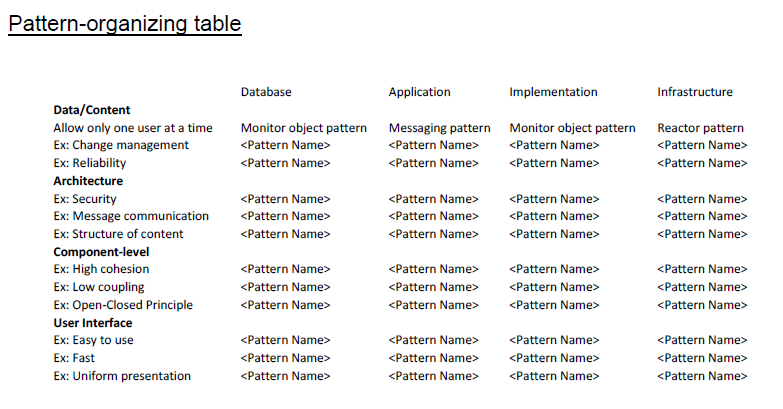 Pattern-organizing table
Database Application Implementation Infrastructure
Data/Content
Allow only one user at a time Monitor object pattern Messaging pattern Monitor object pattern Reactor pattern
Ex: Change management <Pattern Name> <Pattern Name> <Pattern Name> <Pattern Name>
Ex: Reliability <Pattern Name> <Pattern Name> <Pattern Name> <Pattern Name>
Architecture
Ex: Security <Pattern Name> <Pattern Name> <Pattern Name> <Pattern Name>
Ex: Message communication <Pattern Name> <Pattern Name> <Pattern Name> <Pattern Name>
Ex: Structure of content <Pattern Name> <Pattern Name> <Pattern Name> <Pattern Name>
Component-level
Ex: High cohesion <Pattern Name> <Pattern Name> <Pattern Name> <Pattern Name>
Ex: Low coupling <Pattern Name> <Pattern Name> <Pattern Name> <Pattern Name>
Ex: Open-Closed Principle <Pattern Name> <Pattern Name> <Pattern Name> <Pattern Name>
User Interface
Ex: Easy to use <Pattern Name> <Pattern Name> <Pattern Name> <Pattern Name>
Ex: Fast <Pattern Name> <Pattern Name> <Pattern Name> <Pattern Name>
Ex: Uniform presentation <Pattern Name> <Pattern Name> <Pattern Name> <Pattern Name>